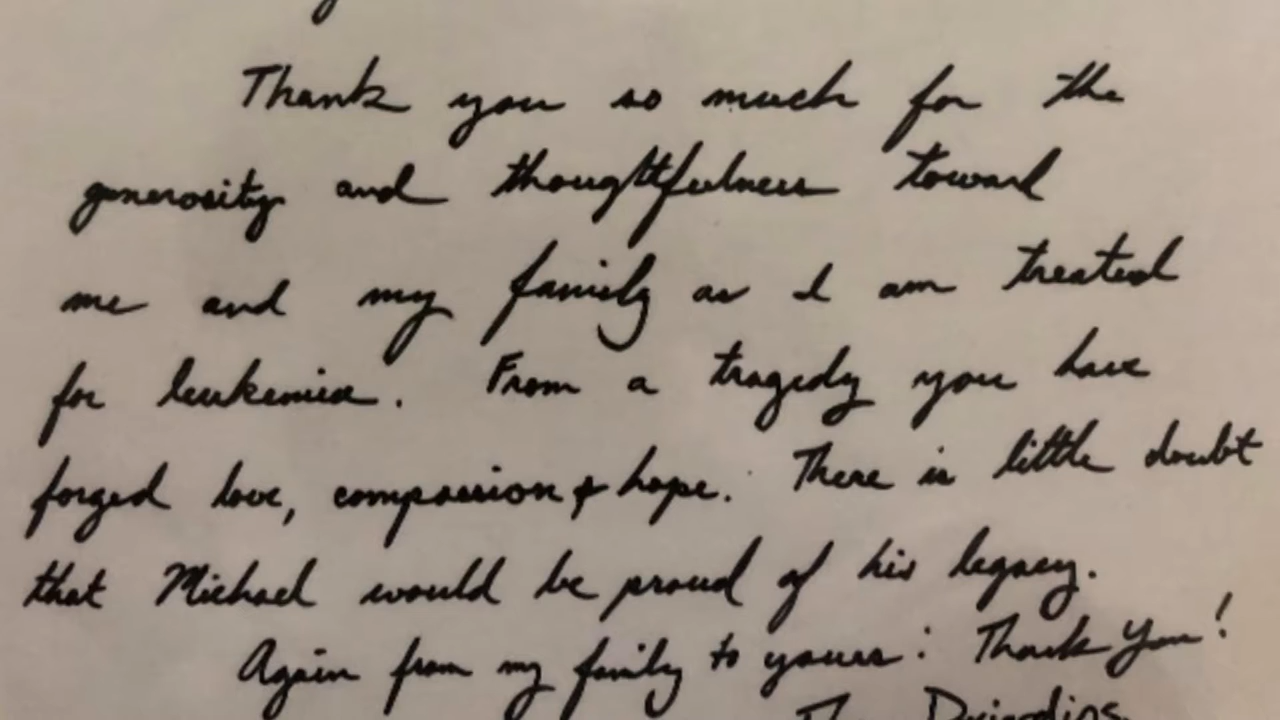 Thank you so much for the
generosity and thoughtfulness toward
me and my family as I am treated
for leukemia. From a tragedy you have
forged love, compassion & hope. There is little doubt
that Michael would be proud of his legacy.
Again from my family to yours: Thank you!